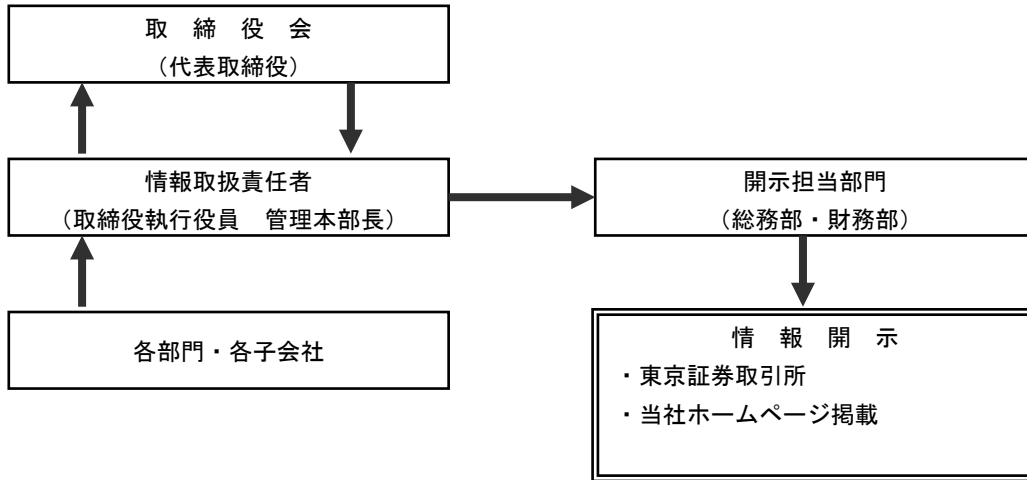 取　締　役　会
（代表取締役）
情報取扱責任者
（取締役執行役員　管理本部長）
各部門・各子会社
開示担当部門
（総務部・財務部）
情　報　開　示
・東京証券取引所
・当社ホームページ掲載